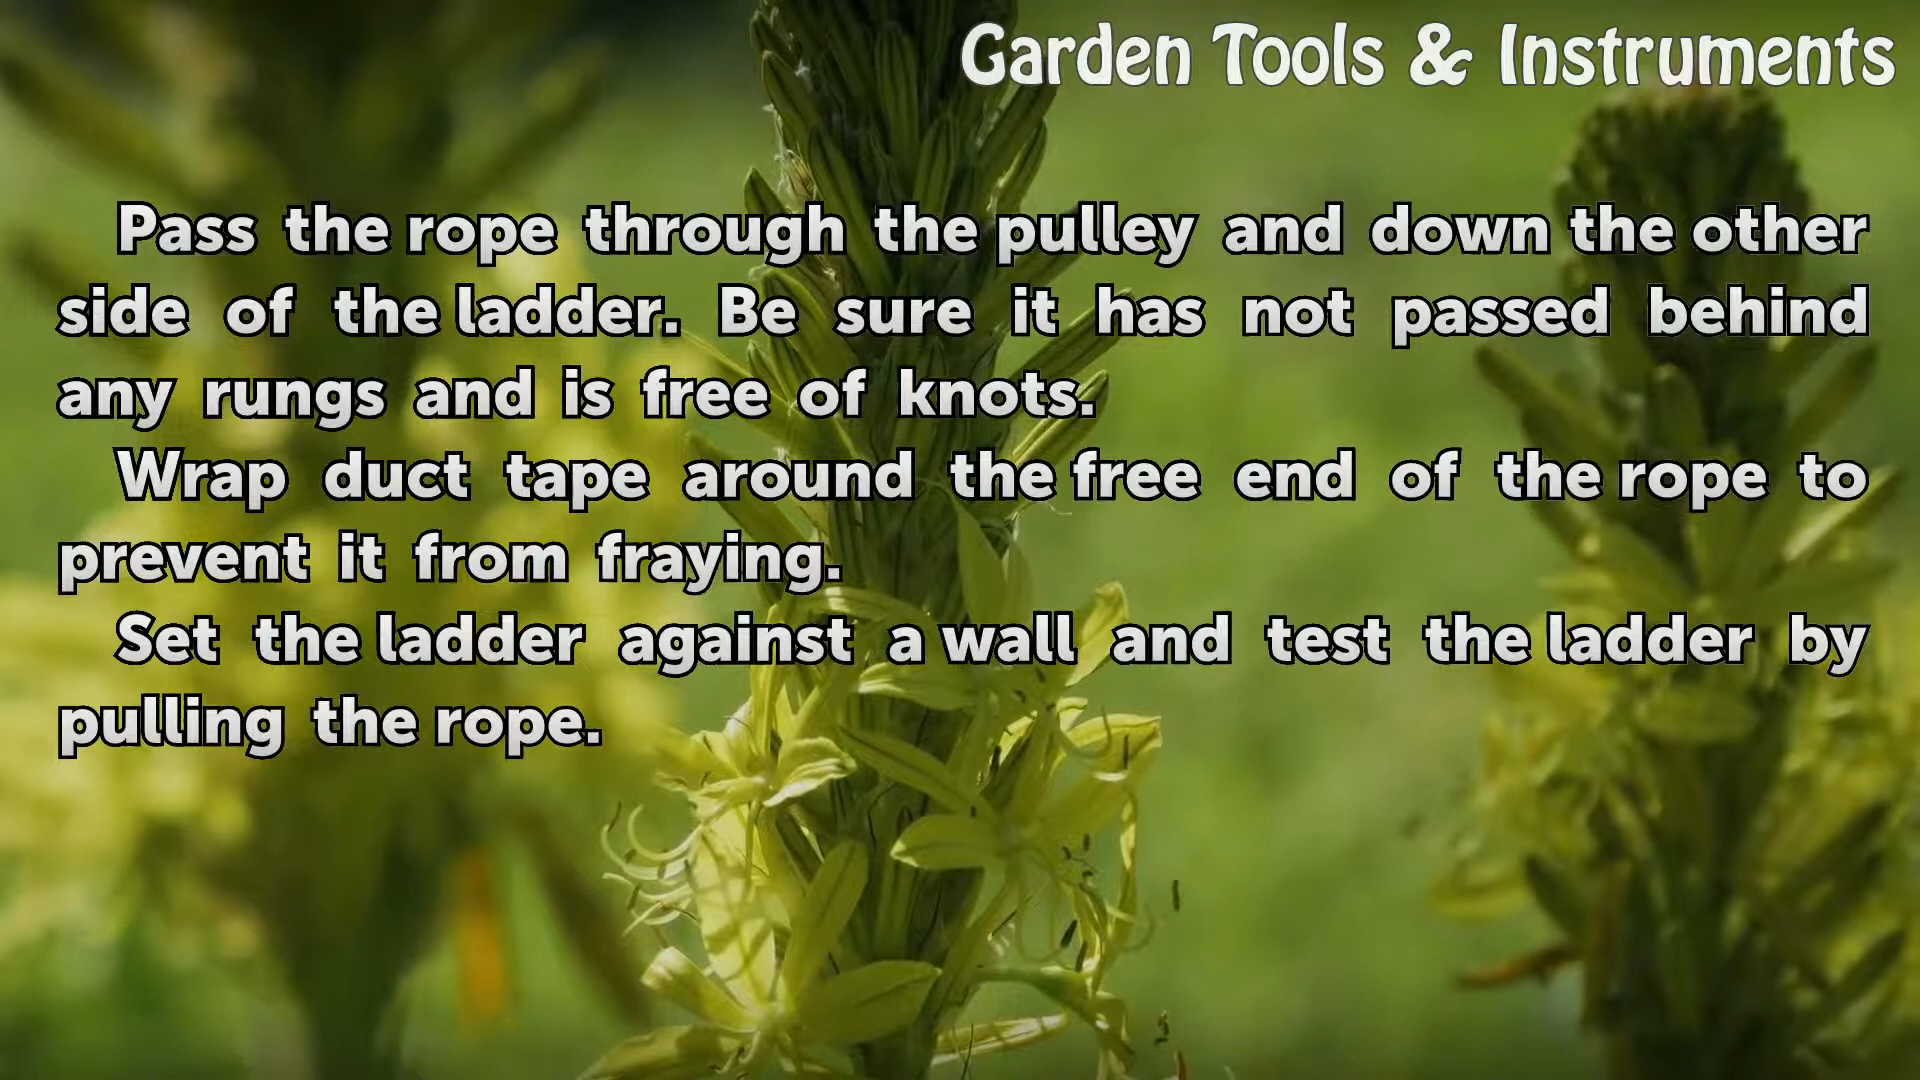 Garden Tools & Instruments
Pass the rope through the pulley and down the other
side of the ladder. Be sure it has not passed behind
any rungs and is free of knots.
Wrap duct tape around the free end of the rope to
prevent it from fraying.
Set the ladder against a wall and test the ladder by
pulling the rope.